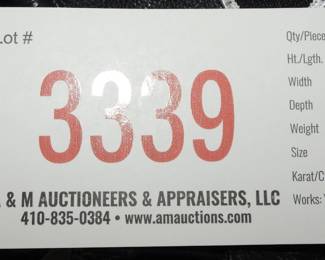 Lot #
3339
& M AUCTIONEERS & APPRAISERS, LLC
410-835-0384 • www.amauctions.com
Qty/Piece
Ht./Lgth.
Width
Depth
Weight
Size
Karat/C
Works: